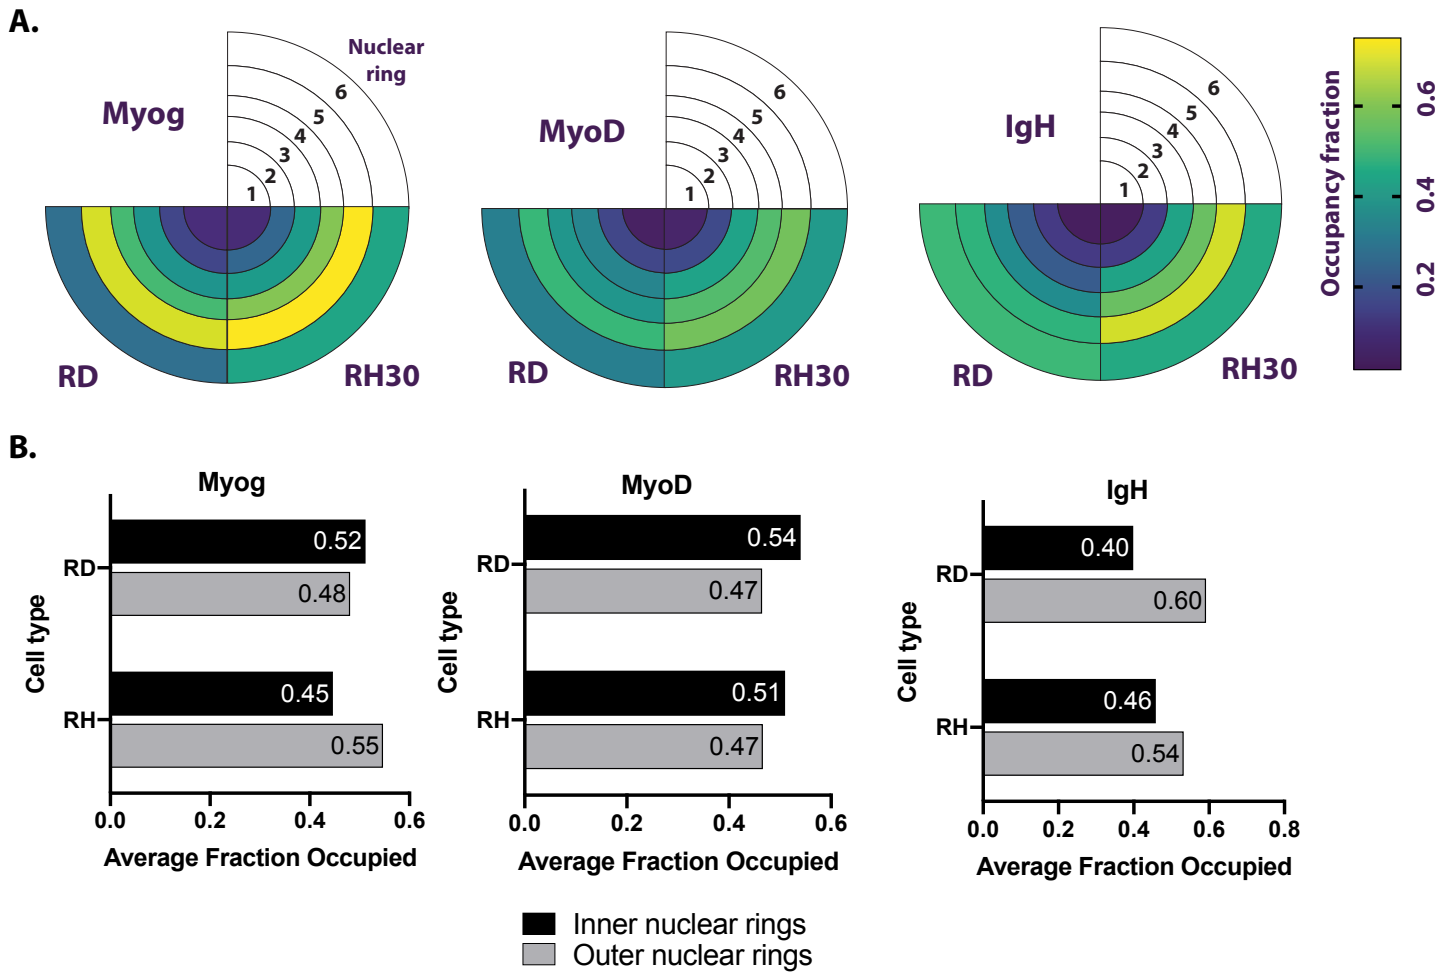 A.
Myog
Nuclear
ring
6
5
4
3
2
1
RD
RH30
MyoD
6
5
4
3
2
1
RD
RH30
IgH
6
5
4
3
2
1
RD
RH30
Occupancy fraction
0.6
0.4
0.2
B.
Myog
Cell type
RD
0.52
0.48
RH
0.45
0.55
0.0 0.2 0.4 0.6
Average Fraction Occupied
MyoD
Cell type
RD
0.54
0.47
RH
0.51
0.47
0.0 0.2 0.4 0.6
Average Fraction Occupied
IgH
Cell type
RD
0.40
0.60
RH
0.46
0.54
0.0 0.2 0.4 0.6 0.8
Average Fraction Occupied
Inner nuclear rings
Outer nuclear rings